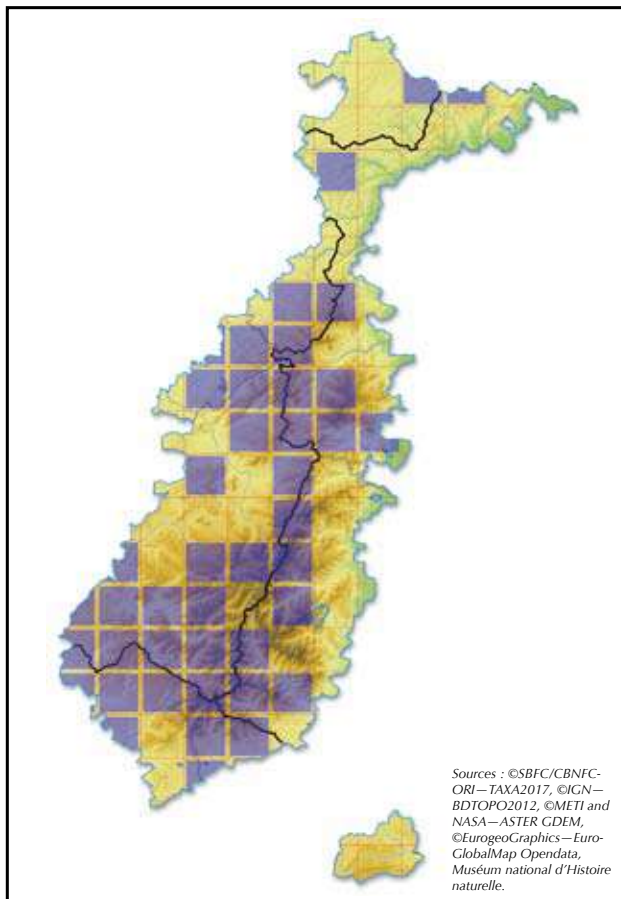 Sources : ©SBFC/CBNFC-
ORI—TAXA2017, ©IGN—
BDTOPO2012, ©METI and
NASA—ASTER GDEM,
©EurogeoGraphics—Euro-
GlobalMap Opendata,
Muséum national d'Histoire
naturelle.